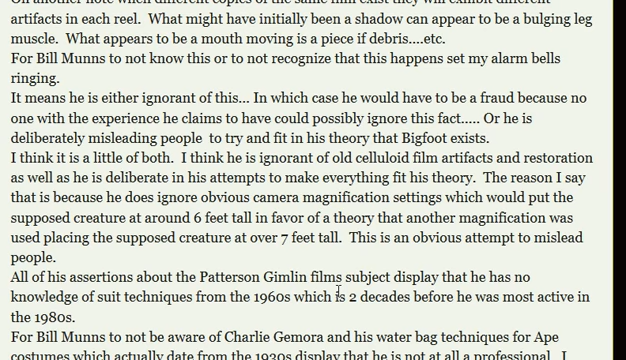 On another note when different copies of the same film exist they will exhibit different
artifacts in each reel.  What might have initially been a shadow can appear to be a bulging leg
muscle.  What appears to be a mouth moving is a piece if debris....etc.
For Bill Munns to not know this or to not recognize that this happens set my alarm bells
ringing.
It means he is either ignorant of this... In which case he would have to be a fraud because no
one with the experience he claims to have could possibly ignore this fact..... Or he is
deliberately misleading people  to try and fit in his theory that Bigfoot exists.
I think it is a little of both.  I think he is ignorant of old celluloid film artifacts and restoration
as well as he is deliberate in his attempts to make everything fit his theory.  The reason I say
that is because he does ignore obvious camera magnification settings which would put the
supposed creature at around 6 feet tall in favor of a theory that another magnification was
used placing the supposed creature at over 7 feet tall.  This is an obvious attempt to mislead
people.
All of his assertions about the Patterson Gimlin films subject display that he has no
knowledge of suit techniques from the 1960s which is 2 decades before he was most active in
the 1980s.
For Bill Munns to not be aware of Charlie Gemora and his water bag techniques for Ape
costumes which actually date from the 1930s display that he is not at all a professional.  I